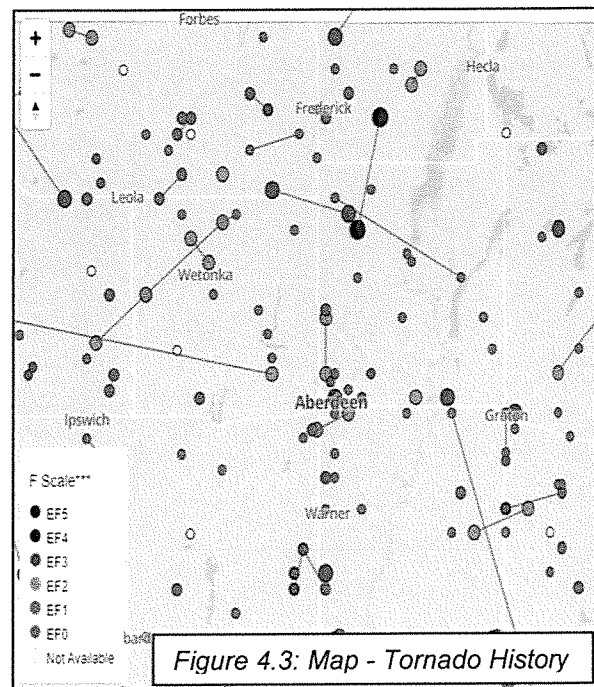 Forbes
+
−
Hecla
Frederick
Leola
Wetonka
Aberdeen
Ipswich
Groton
F Scale***
EF5
EF4
EF3
EF2
EF1
EF0
Not Available
Warner
Figure 4.3: Map - Tornado History